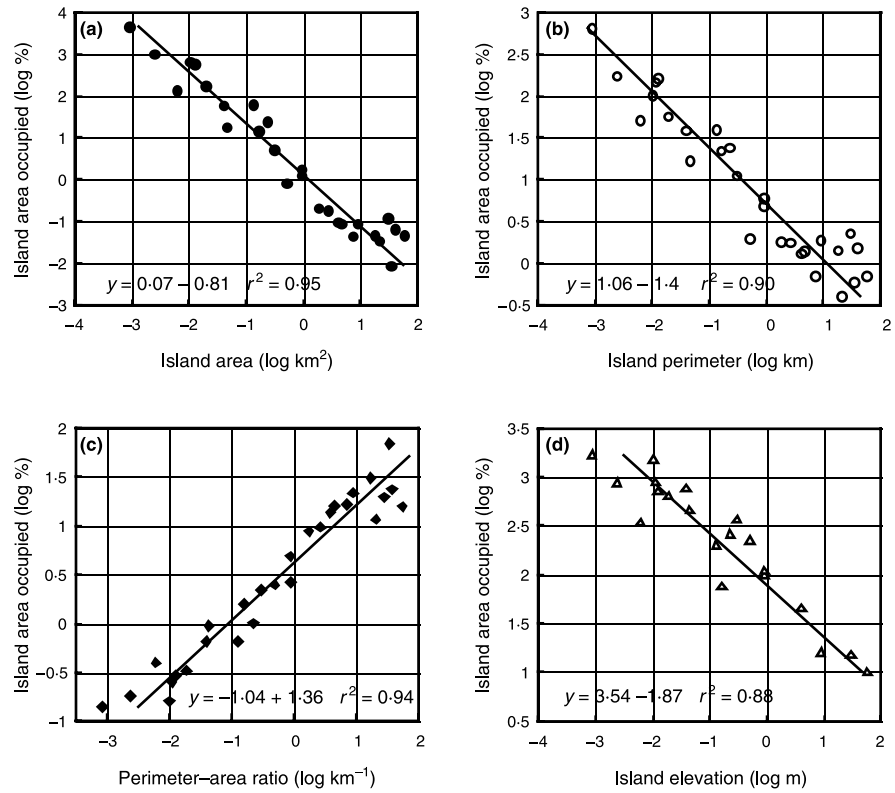 (a)
Island area occupied (log %)
4
3
2
1
0
−1
−2
−3
y = 0·07 − 0·81 r² = 0·95
−4 −3 −2 −1 0 1 2
Island area (log km²)
(b)
Island area occupied (log %)
3
2·5
2
1·5
1
0·5
0
−0·5
y = 1·06 − 1·4 r² = 0·90
−4 −3 −2 −1 0 1 2
Island perimeter (log km)
(c)
Island area occupied (log %)
2
1·5
1
0·5
0
−0·5
−1
y = −1·04 + 1·36 r² = 0·94
−3 −2 −1 0 1 2
Perimeter–area ratio (log km⁻¹)
(d)
Island area occupied (log %)
3·5
3
2·5
2
1·5
1
0·5
y = 3·54 −1·87 r² = 0·88
−4 −3 −2 −1 0 1 2
Island elevation (log m)